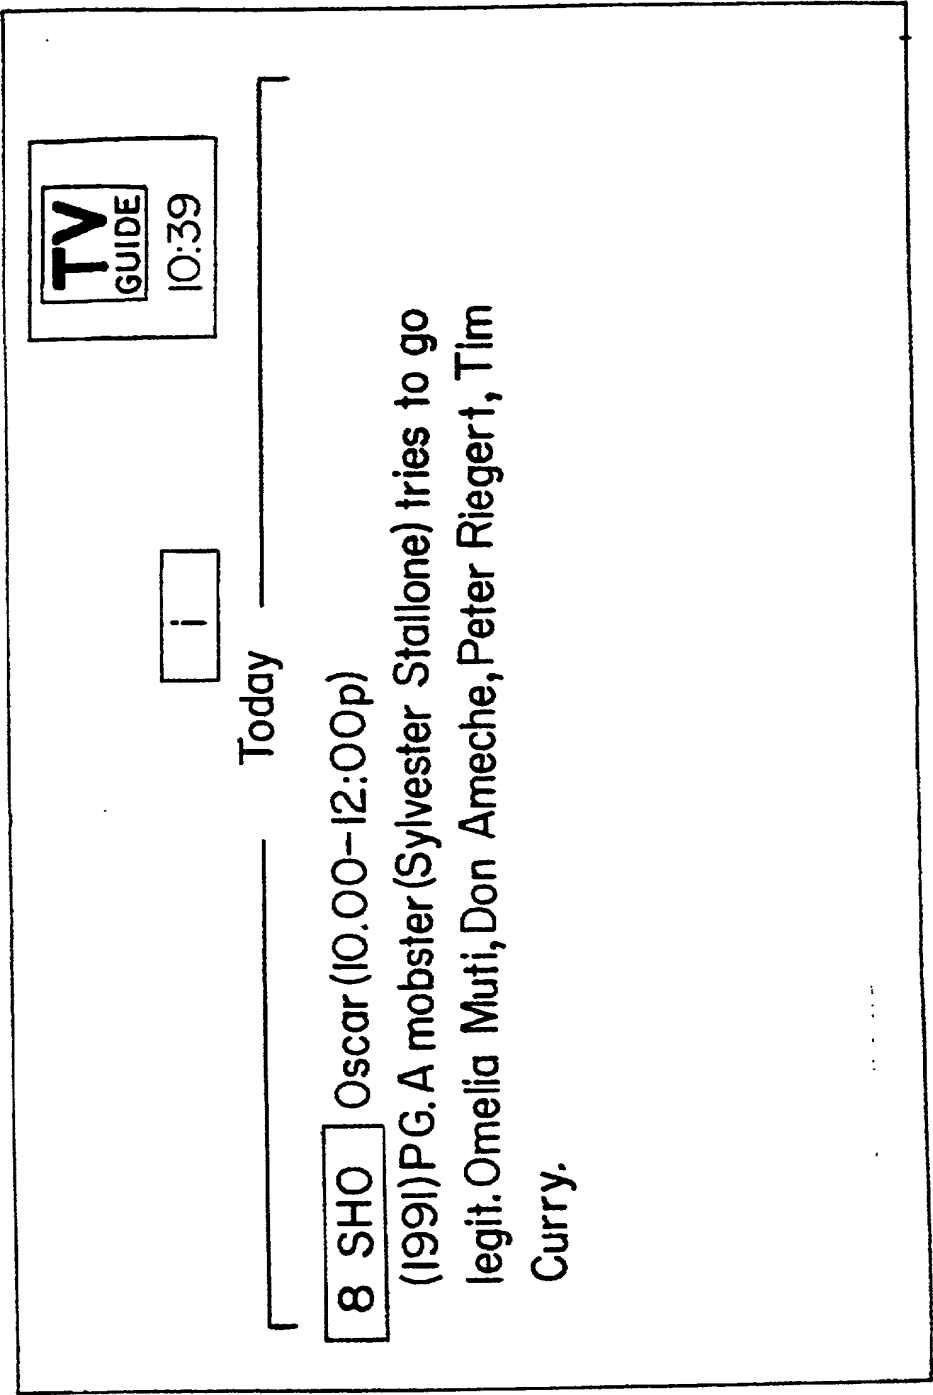 TV
GUIDE
10:39
i
Today
8 SHO Oscar (10.00-12:00p)
(1991) PG. A mobster (Sylvester Stallone) tries to go
legit. Omelia Muti, Don Ameche, Peter Riegert, Tim
Curry.